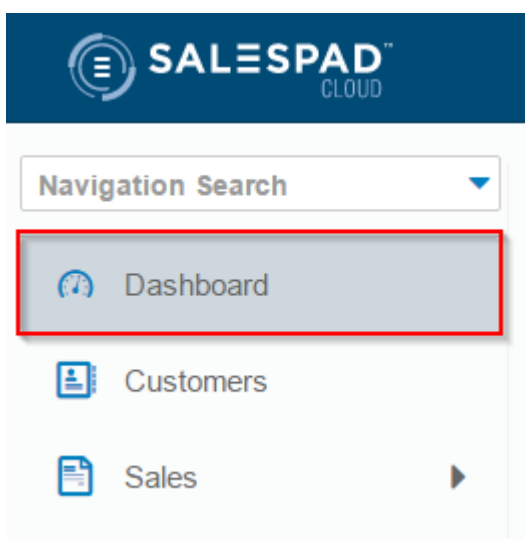 SALESPAD™
CLOUD
Navigation Search
Dashboard
Customers
Sales